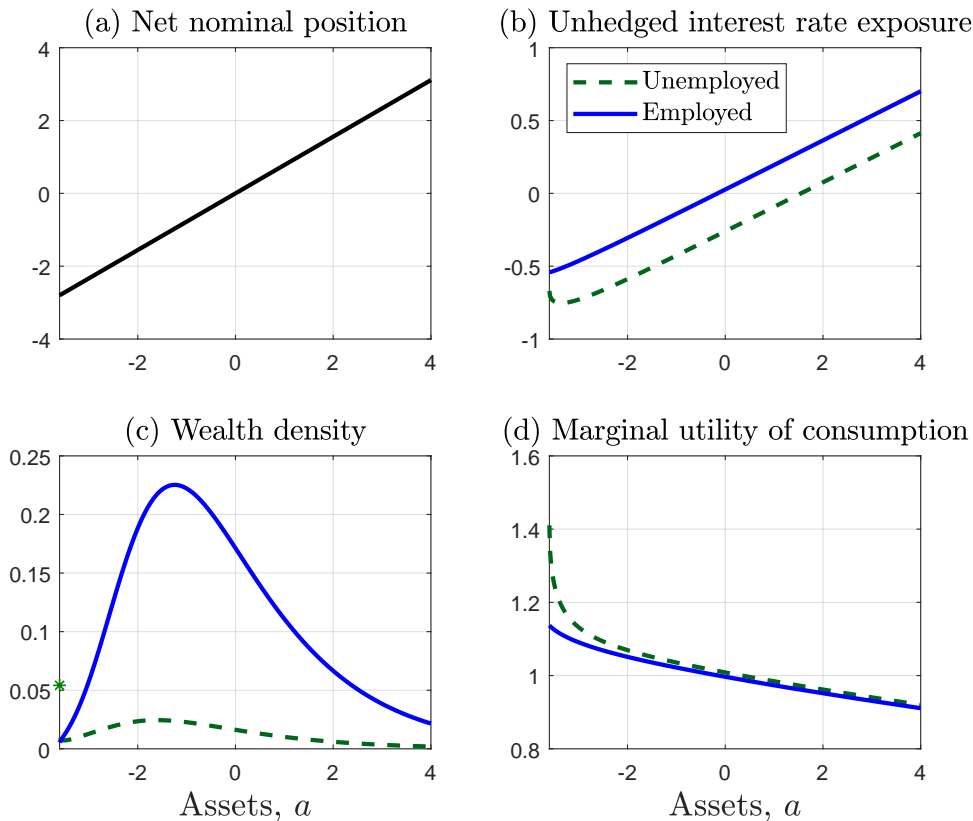 (a) Net nominal position
4
2
0
-2
-4
-2 0 2 4
(b) Unhedged interest rate exposure
1
0.5
0
-0.5
-1
Unemployed
Employed
-2 0 2 4
(c) Wealth density
0.25
0.2
0.15
0.1
0.05
0
-2 0 2 4
Assets, a
(d) Marginal utility of consumption
1.6
1.4
1.2
1
0.8
-2 0 2 4
Assets, a